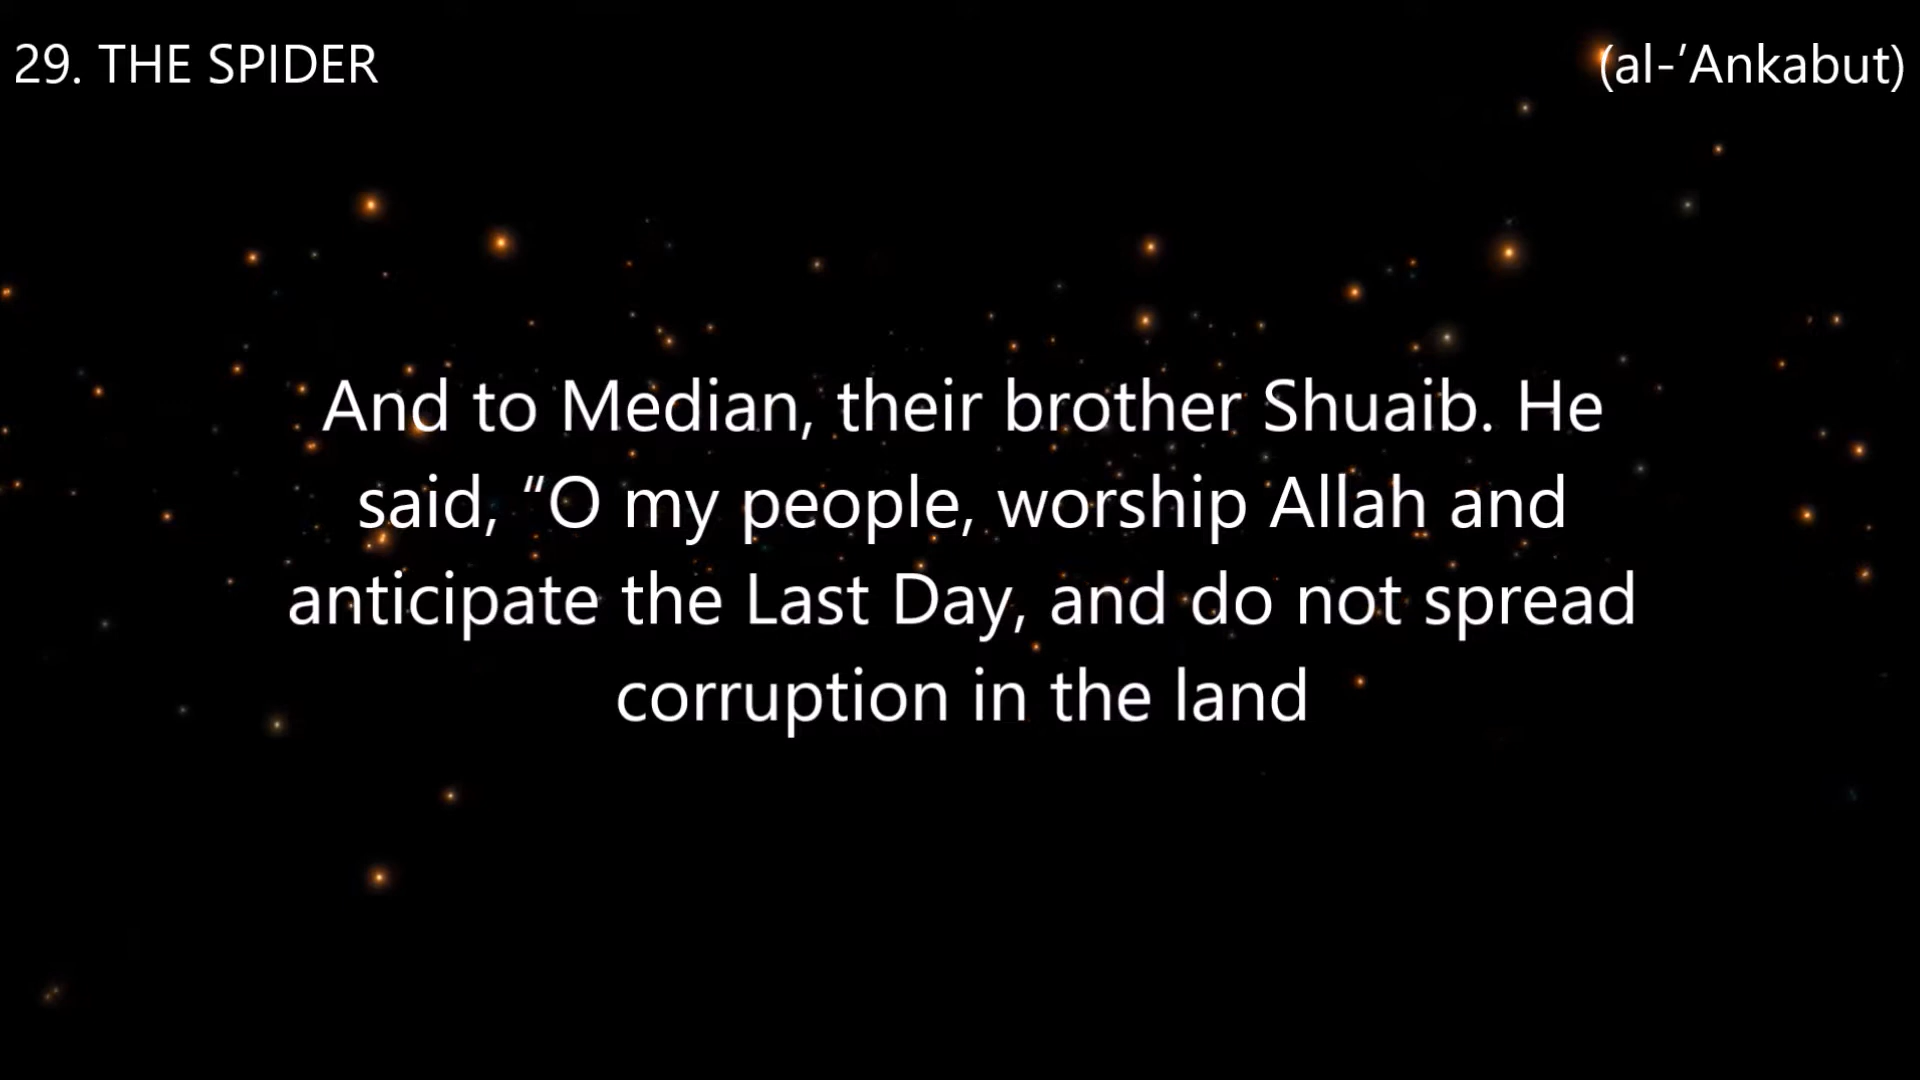 29. THE SPIDER
(al-’Ankabut)
And to Median, their brother Shuaib. He
said, “O my people, worship Allah and
anticipate the Last Day, and do not spread
corruption in the land